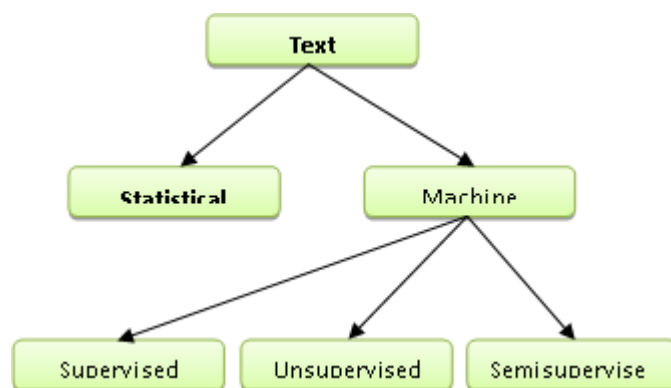 Text
Statistical
Machine
Supervised
Unsupervised
Semisupervise